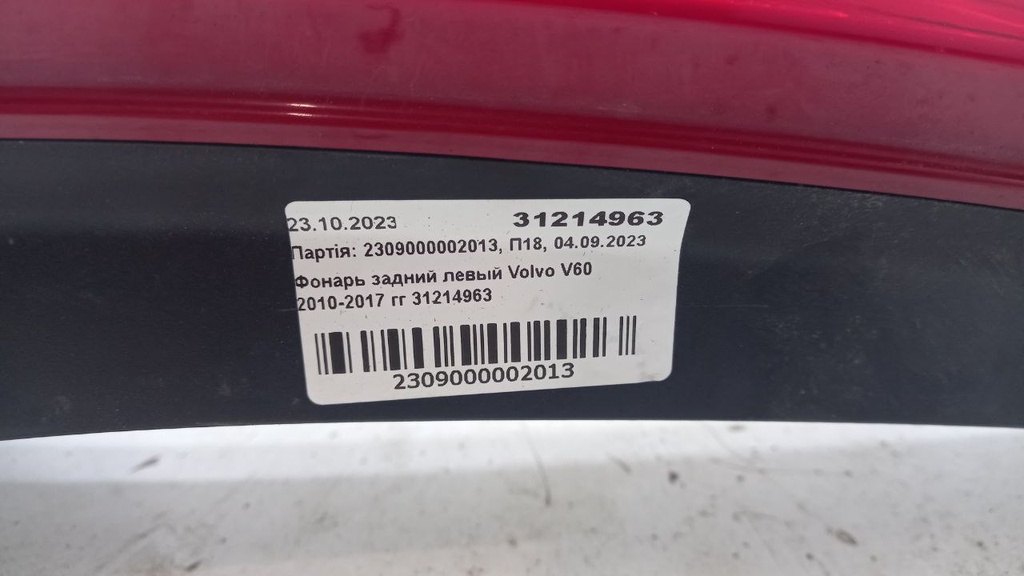 23.10.2023 31214963
Партія: 2309000002013, П18, 04.09.2023
Фонарь задний левый Volvo V60
2010-2017 гг 31214963
2309000002013